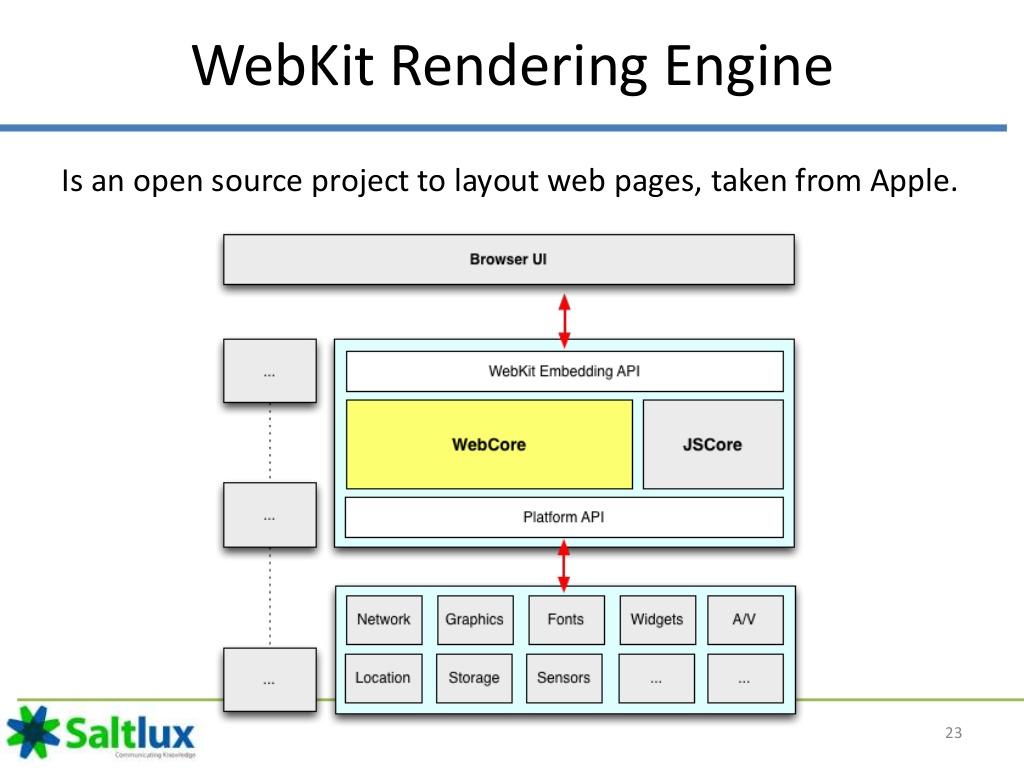 WebKit Rendering Engine
Is an open source project to layout web pages, taken from Apple.
Browser UI
...
WebKit Embedding API
WebCore
JSCore
...
Platform API
Network
Graphics
Fonts
Widgets
A/V
...
Location
Storage
Sensors
...
...
Saltlux
Communicating Knowledge
23